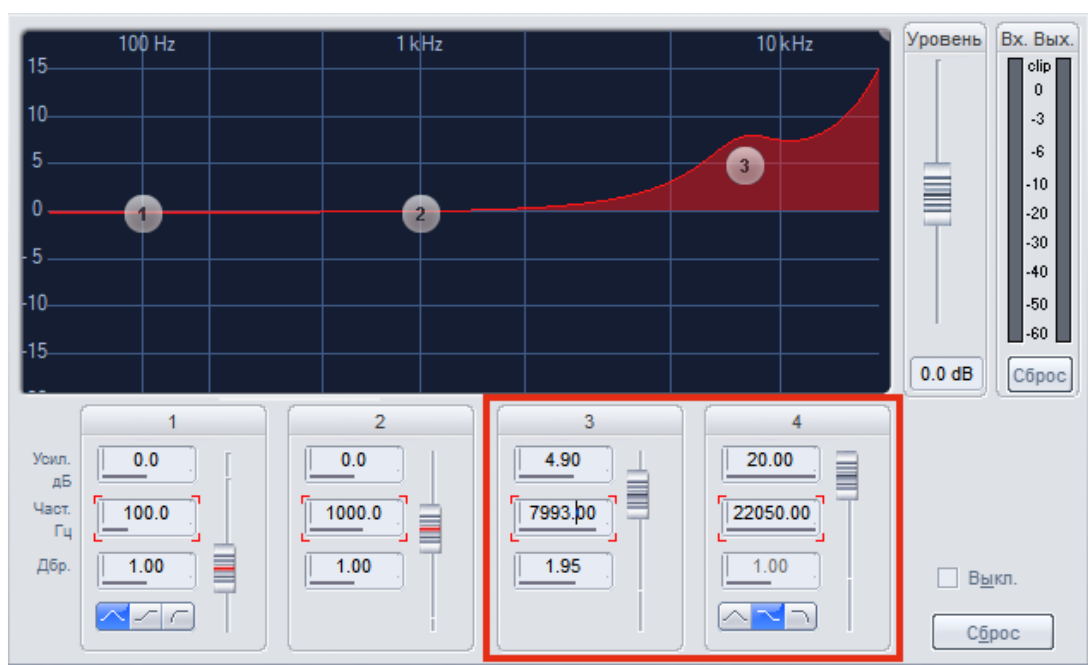 100 Hz 1 kHz 10 kHz
15
10
5
0
- 5
-10
-15
1
2
3
Уровень
0.0 dB
Вх. Вых.
clip
0
-3
-6
-10
-20
-30
-40
-50
-60
Сброс
1 2 3 4
Усил. дБ 0.0 0.0 4.90 20.00
Част. Гц 100.0 1000.0 7993.00 22050.00
Дбр. 1.00 1.00 1.95 1.00
Выкл.
Сброс